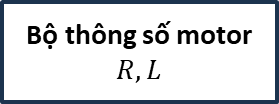 Bộ thông số motor
R, L